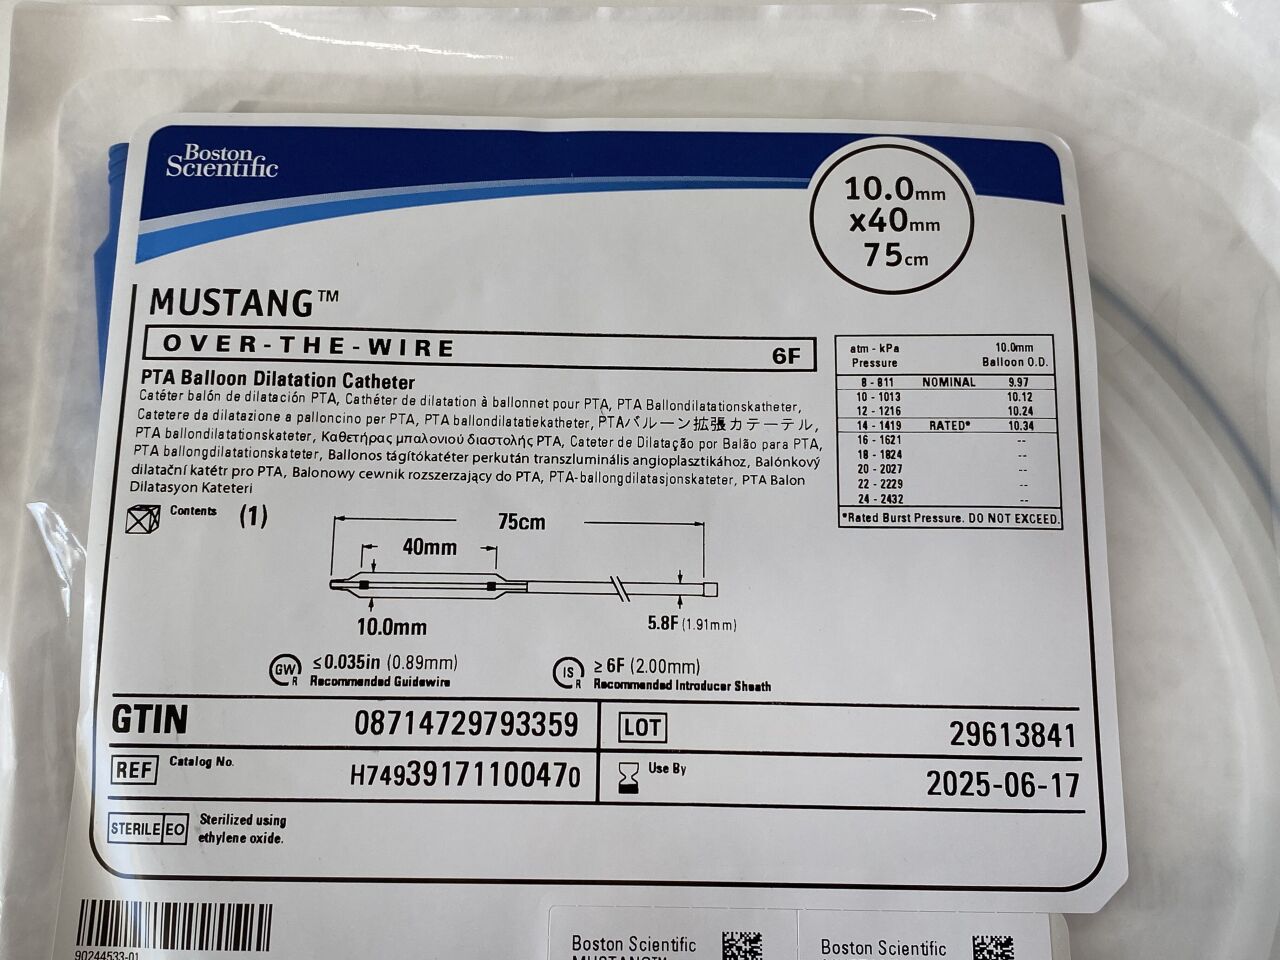 Boston
Scientific
10.0mm
x40mm
75cm
MUSTANG™
OVER-THE-WIRE 6F
PTA Balloon Dilatation Catheter
Catéter balón de dilatación PTA, Cathéter de dilatation à ballonnet pour PTA, PTA Ballondilatationskatheter,
Catetere da dilatazione a palloncino per PTA, PTA ballondilatatiekatheter, PTAバルーン拡張カテーテル,
PTA ballondilatationskateter, Καθετήρας μπαλονιού διαστολής PTA, Cateter de Dilatação por Balão para PTA,
PTA ballongdilatationskateter, Ballonos tágítókatéter perkután transzluminális angioplasztikához, Balónkový
dilatační katétr pro PTA, Balonowy cewnik rozszerzający do PTA, PTA-ballongdilatasjonskateter, PTA Balon
Dilatasyon Kateteri
atm - kPa 10.0mm
Pressure Balloon O.D.
8 - 811 NOMINAL 9.97
10 - 1013 10.12
12 - 1216 10.24
14 - 1419 RATED* 10.34
16 - 1621 --
18 - 1824 --
20 - 2027 --
22 - 2229 --
24 - 2432 --
*Rated Burst Pressure. DO NOT EXCEED.
Contents (1)
75cm
40mm
10.0mm
5.8F (1.91mm)
GW R ≤0.035in (0.89mm)
Recommended Guidewire
IS R ≥ 6F (2.00mm)
Recommended Introducer Sheath
GTIN 08714729793359
LOT 29613841
REF Catalog No. H74939171100470
Use By 2025-06-17
STERILE EO Sterilized using
ethylene oxide.
90244533-01
Boston Scientific
MUSTANG™
Boston Scientific